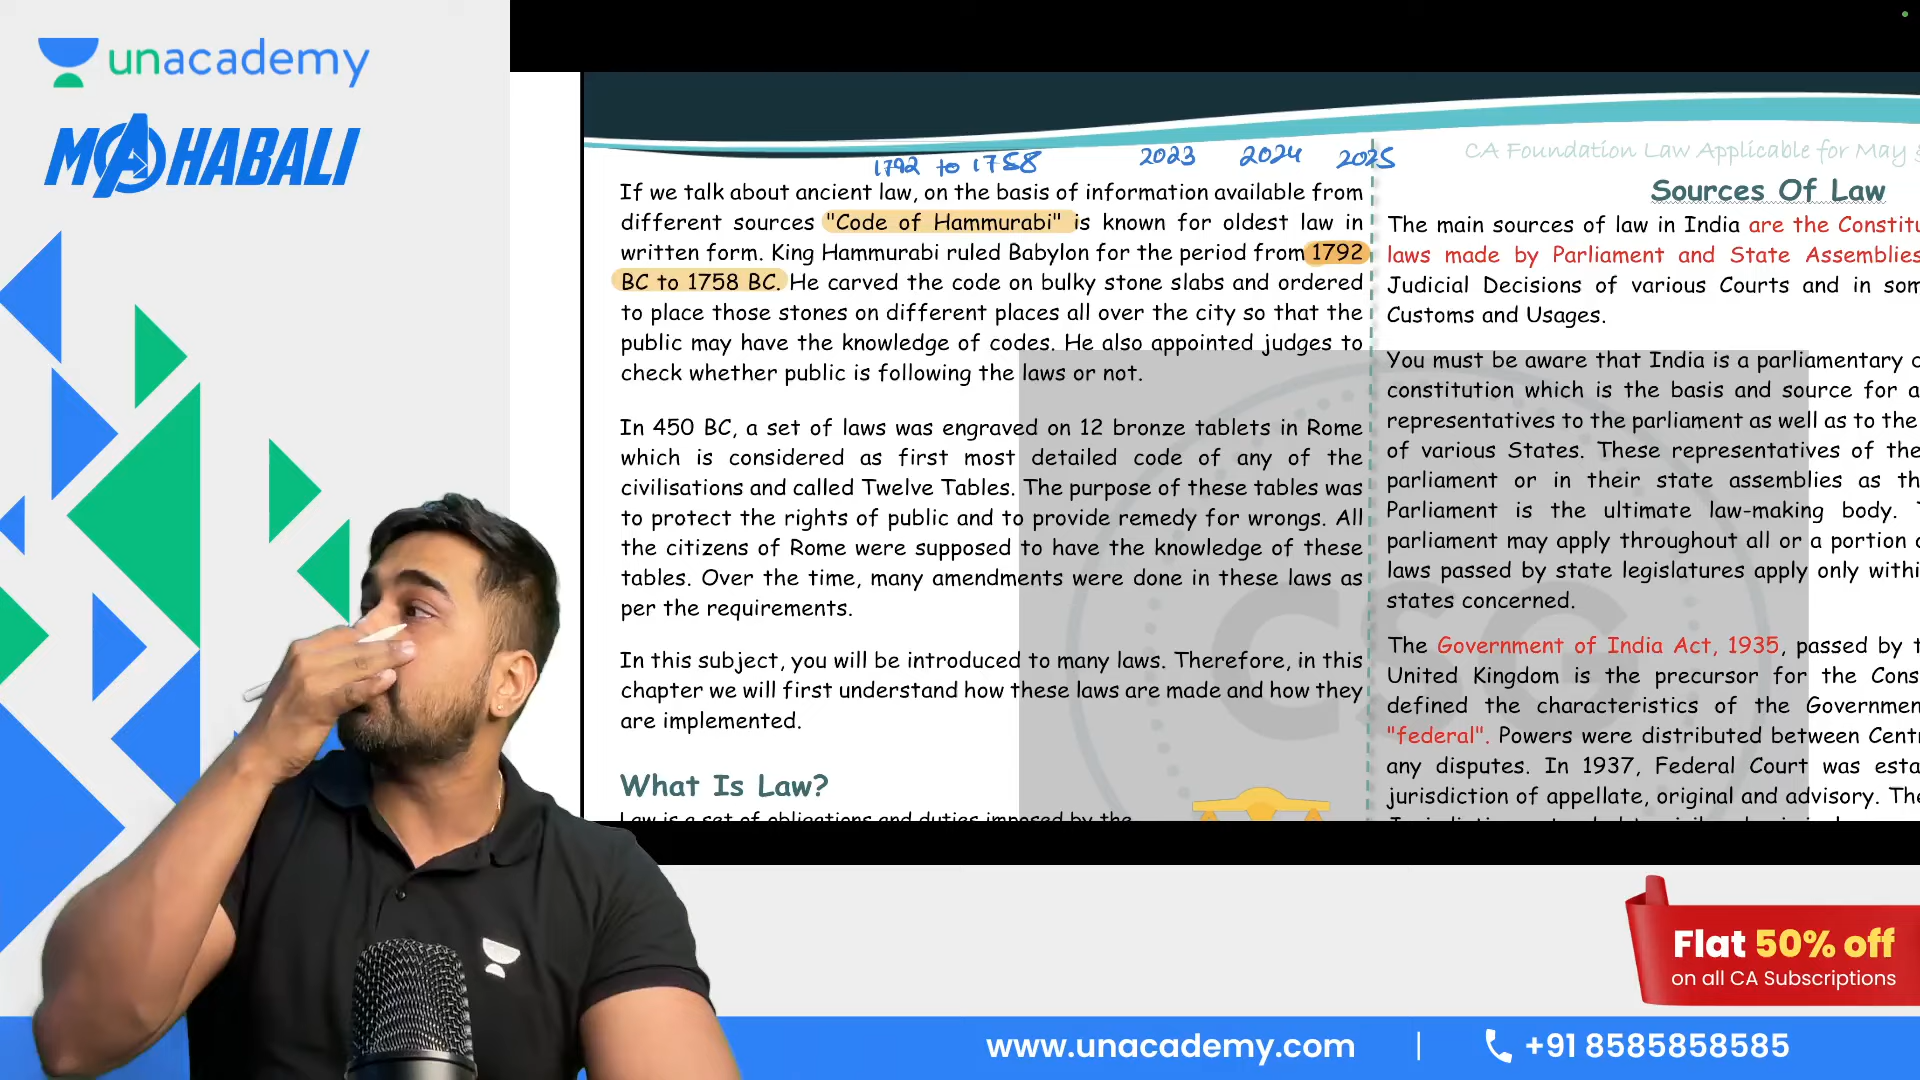 unacademy
MAHABALI
1792 to 1758 2023 2024 2025
If we talk about ancient law, on the basis of information available from
different sources "Code of Hammurabi" is known for oldest law in
written form. King Hammurabi ruled Babylon for the period from 1792
BC to 1758 BC. He carved the code on bulky stone slabs and ordered
to place those stones on different places all over the city so that the
public may have the knowledge of codes. He also appointed judges to
check whether public is following the laws or not.
In 450 BC, a set of laws was engraved on 12 bronze tablets in Rome
which is considered as first most detailed code of any of the
civilisations and called Twelve Tables. The purpose of these tables was
to protect the rights of public and to provide remedy for wrongs. All
the citizens of Rome were supposed to have the knowledge of these
tables. Over the time, many amendments were done in these laws as
per the requirements.
In this subject, you will be introduced to many laws. Therefore, in this
chapter we will first understand how these laws are made and how they
are implemented.
What Is Law?
Law is a set of obligations and duties imposed by the
CA Foundation Law Applicable for May
Sources Of Law
The main sources of law in India are the Constitu
laws made by Parliament and State Assemblies
Judicial Decisions of various Courts and in som
Customs and Usages.
You must be aware that India is a parliamentary
constitution which is the basis and source for a
representatives to the parliament as well as to the
of various States. These representatives of the
parliament or in their state assemblies as th
Parliament is the ultimate law-making body.
parliament may apply throughout all or a portion
laws passed by state legislatures apply only withi
states concerned.
The Government of India Act, 1935, passed by t
United Kingdom is the precursor for the Cons
defined the characteristics of the Governmen
"federal". Powers were distributed between Centr
any disputes. In 1937, Federal Court was esta
jurisdiction of appellate, original and advisory. The
CSG
Flat 50% off
on all CA Subscriptions
www.unacademy.com | +91 8585858585